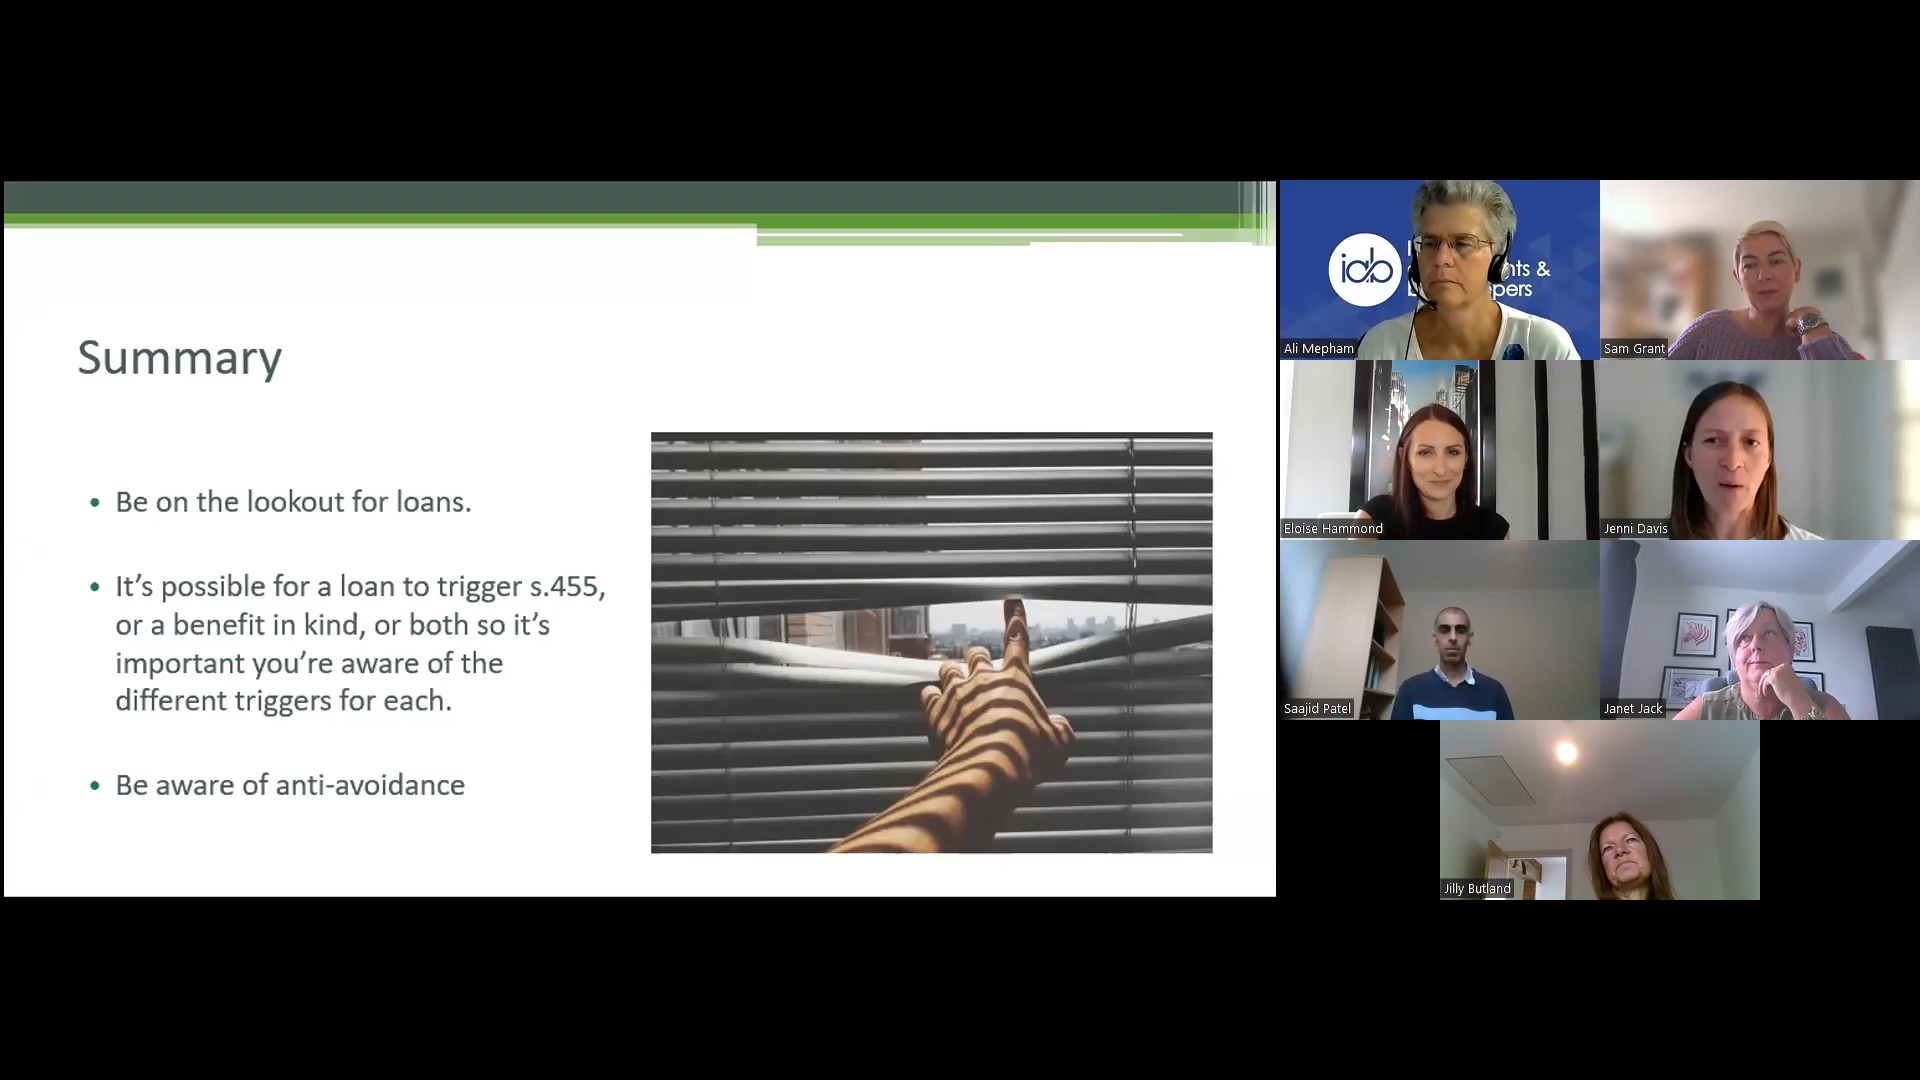 Summary
• Be on the lookout for loans.
• It’s possible for a loan to trigger s.455,
or a benefit in kind, or both so it’s
important you’re aware of the
different triggers for each.
• Be aware of anti-avoidance
iab
&
Ali Mepham
Sam Grant
Eloise Hammond
Jenni Davis
Saajid Patel
Janet Jack
Jilly Butland